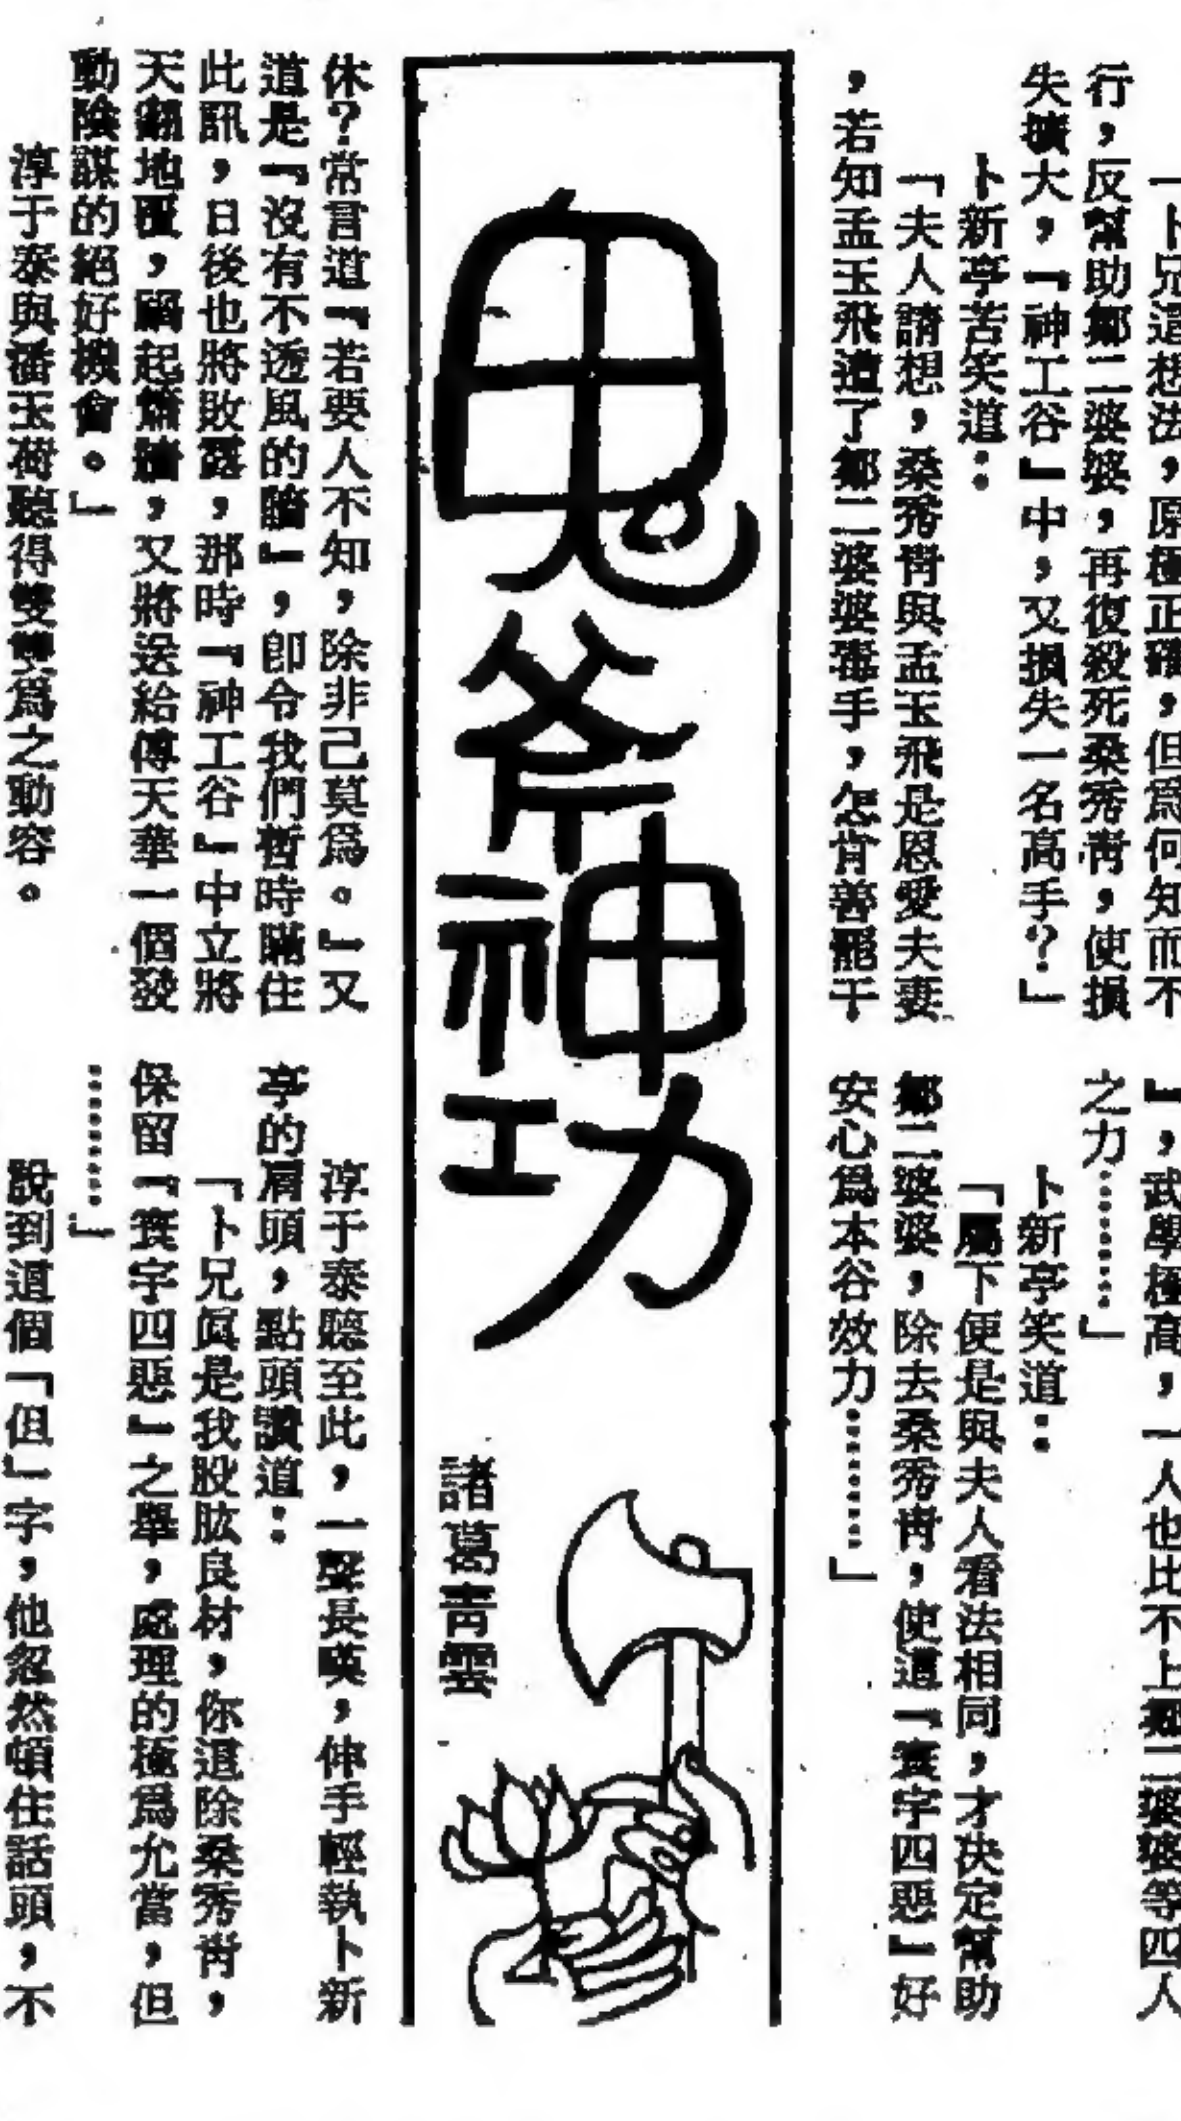 「卜兄這想法，原極正確，但爲何知而不
行，反幫助鄒二婆婆，再復殺死桑秀青，使損
失擴大，『神工谷』中，又損失一名高手？」
卜新亭苦笑道：
「夫人請想，桑秀青與孟玉飛是恩愛夫妻
，若知孟玉飛遭了鄒二婆婆毒手，怎肯善罷干
休？常言道『若要人不知，除非己莫爲。』又
道是『沒有不透風的牆』，卽令我們暫時瞞住
此訊，日後也將敗露，那時『神工谷』中立將
天翻地覆，禍起蕭牆，又將送給傅天華一個發
動陰謀的絕好機會。」
淳于泰與潘玉荷聽得雙雙爲之動容。
』，武學極高，一人也比不上鄒二婆婆等四人
之力………」
卜新亭笑道：
「屬下便是與夫人看法相同，才決定幫助
鄒二婆婆，除去桑秀青，使這『寰宇四惡』好
安心爲本谷效力………」
鬼斧神功
諸葛青雲
淳于泰聽至此，一聲長嘆，伸手輕執卜新
亭的肩頭，點頭讚道：
「卜兄眞是我股肱良材，你這除桑秀青，
保留『寰宇四惡』之舉，處理的極爲允當，但
………」
說到這個「但」字，他忽然頓住話頭，不